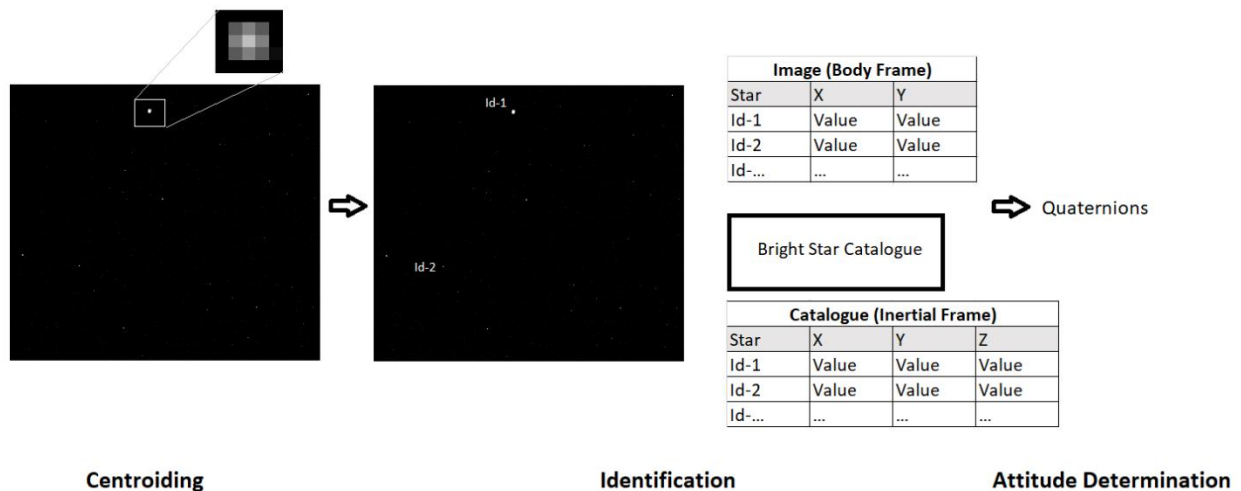 Id-1
Id-2
Image (Body Frame)
Star X Y
Id-1 Value Value
Id-2 Value Value
Id-... ... ...
Quaternions
Bright Star Catalogue
Catalogue (Inertial Frame)
Star X Y Z
Id-1 Value Value Value
Id-2 Value Value Value
Id-... ... ... ...
Centroiding Identification Attitude Determination